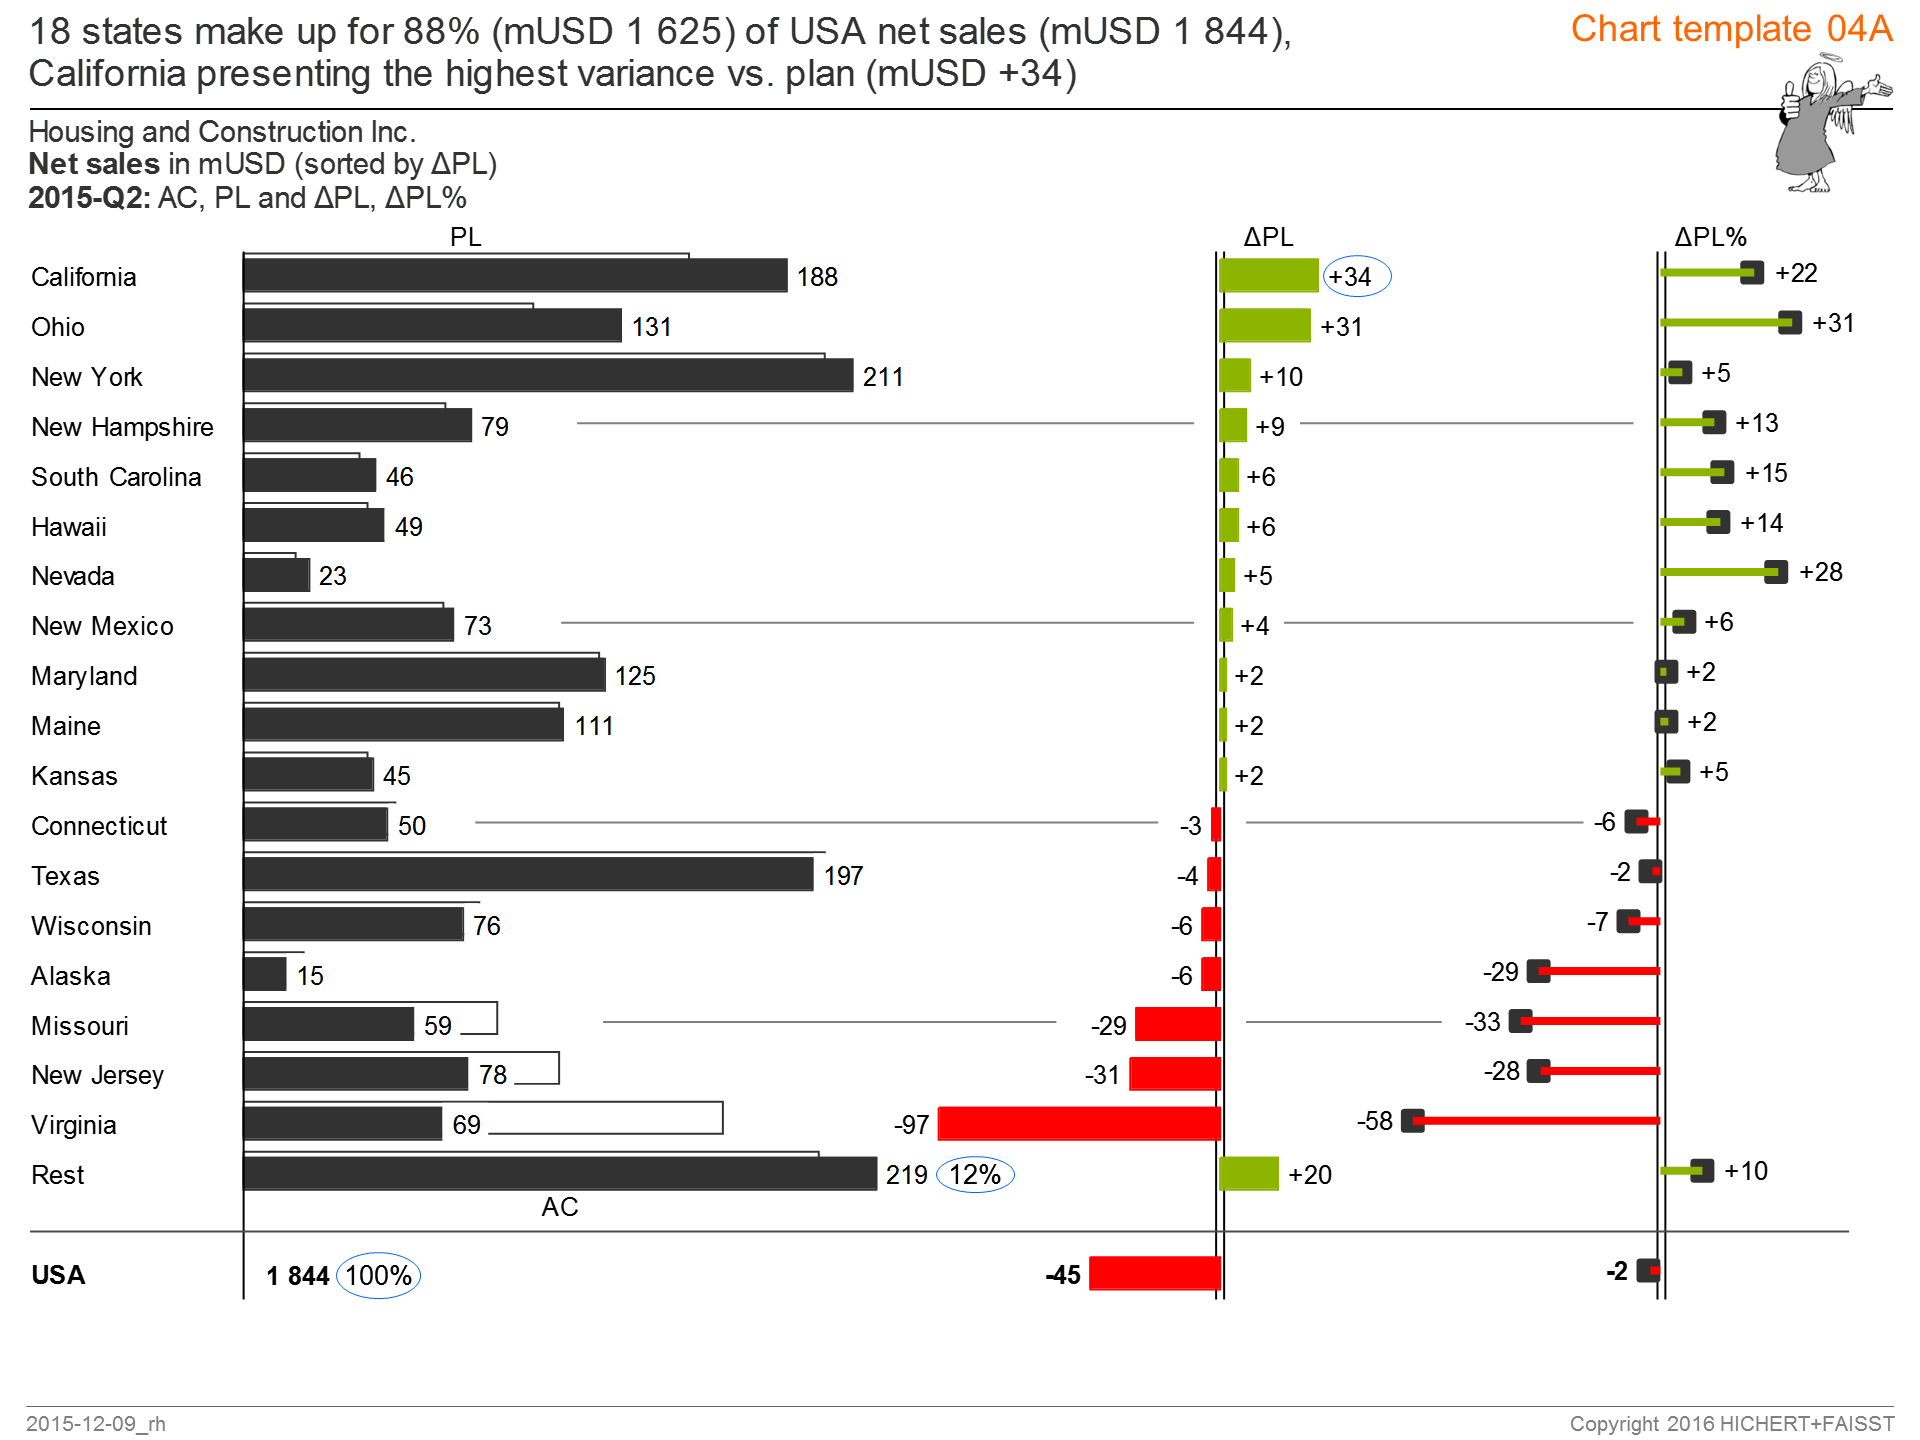 18 states make up for 88% (mUSD 1 625) of USA net sales (mUSD 1 844),
California presenting the highest variance vs. plan (mUSD +34)
Chart template 04A
Housing and Construction Inc.
Net sales in mUSD (sorted by ΔPL)
2015-Q2: AC, PL and ΔPL, ΔPL%
PL ΔPL ΔPL%
California 188 +34 +22
Ohio 131 +31 +31
New York 211 +10 +5
New Hampshire 79 +9 +13
South Carolina 46 +6 +15
Hawaii 49 +6 +14
Nevada 23 +5 +28
New Mexico 73 +4 +6
Maryland 125 +2 +2
Maine 111 +2 +2
Kansas 45 +2 +5
Connecticut 50 -3 -6
Texas 197 -4 -2
Wisconsin 76 -6 -7
Alaska 15 -6 -29
Missouri 59 -29 -33
New Jersey 78 -31 -28
Virginia 69 -97 -58
Rest 219 12% +20 +10
AC
USA 1 844 100% -45 -2
2015-12-09_rh
Copyright 2016 HICHERT+FAISST